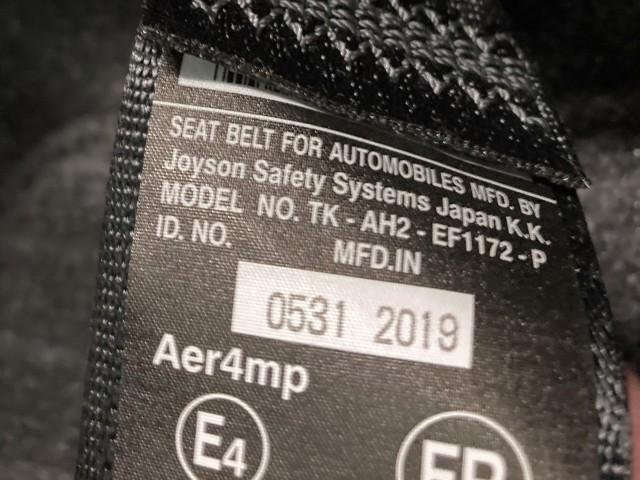 SEAT BELT FOR AUTOMOBILES MFD. BY
Joyson Safety Systems Japan K.K.
MODEL NO. TK - AH2 - EF1172 - P
ID. NO. MFD.IN
0531 2019
Aer4mp
E4